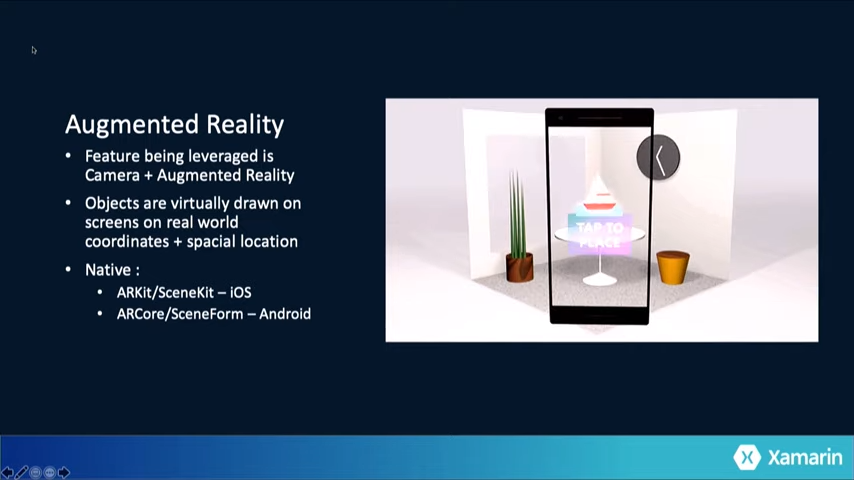 Augmented Reality
• Feature being leveraged is
Camera + Augmented Reality
• Objects are virtually drawn on
screens on real world
coordinates + spacial location
• Native :
• ARKit/SceneKit – iOS
• ARCore/SceneForm – Android
TAP TO
PLACE
Xamarin